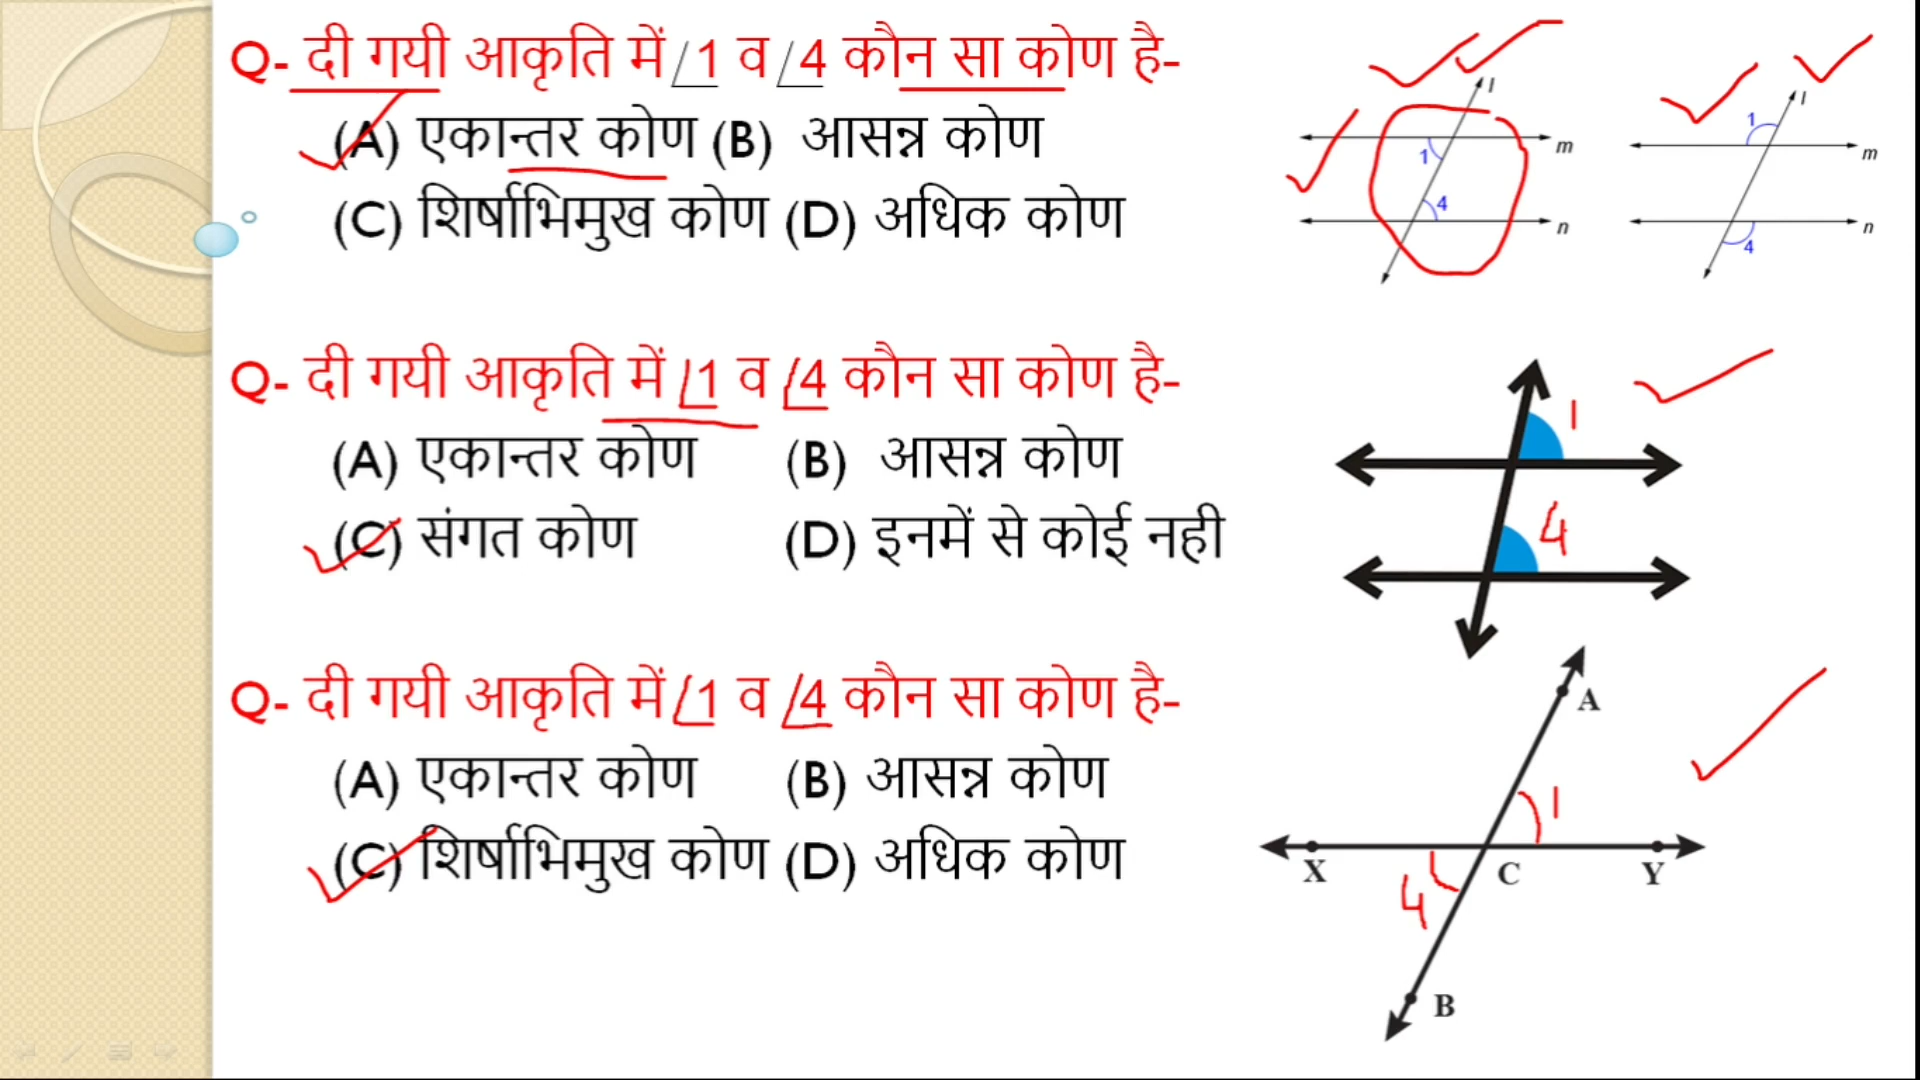 Q- दी गयी आकृति में ∠1 व ∠4 कौन सा कोण है-
(A) एकान्तर कोण (B) आसन्न कोण
(C) शिर्षाभिमुख कोण (D) अधिक कोण
l
m
1
4
n
l
1
m
n
4
Q- दी गयी आकृति में ∠1 व ∠4 कौन सा कोण है-
(A) एकान्तर कोण (B) आसन्न कोण
(C) संगत कोण (D) इनमें से कोई नही
1
4
Q- दी गयी आकृति में ∠1 व ∠4 कौन सा कोण है-
(A) एकान्तर कोण (B) आसन्न कोण
(C) शिर्षाभिमुख कोण (D) अधिक कोण
A
1
X C Y
4
B